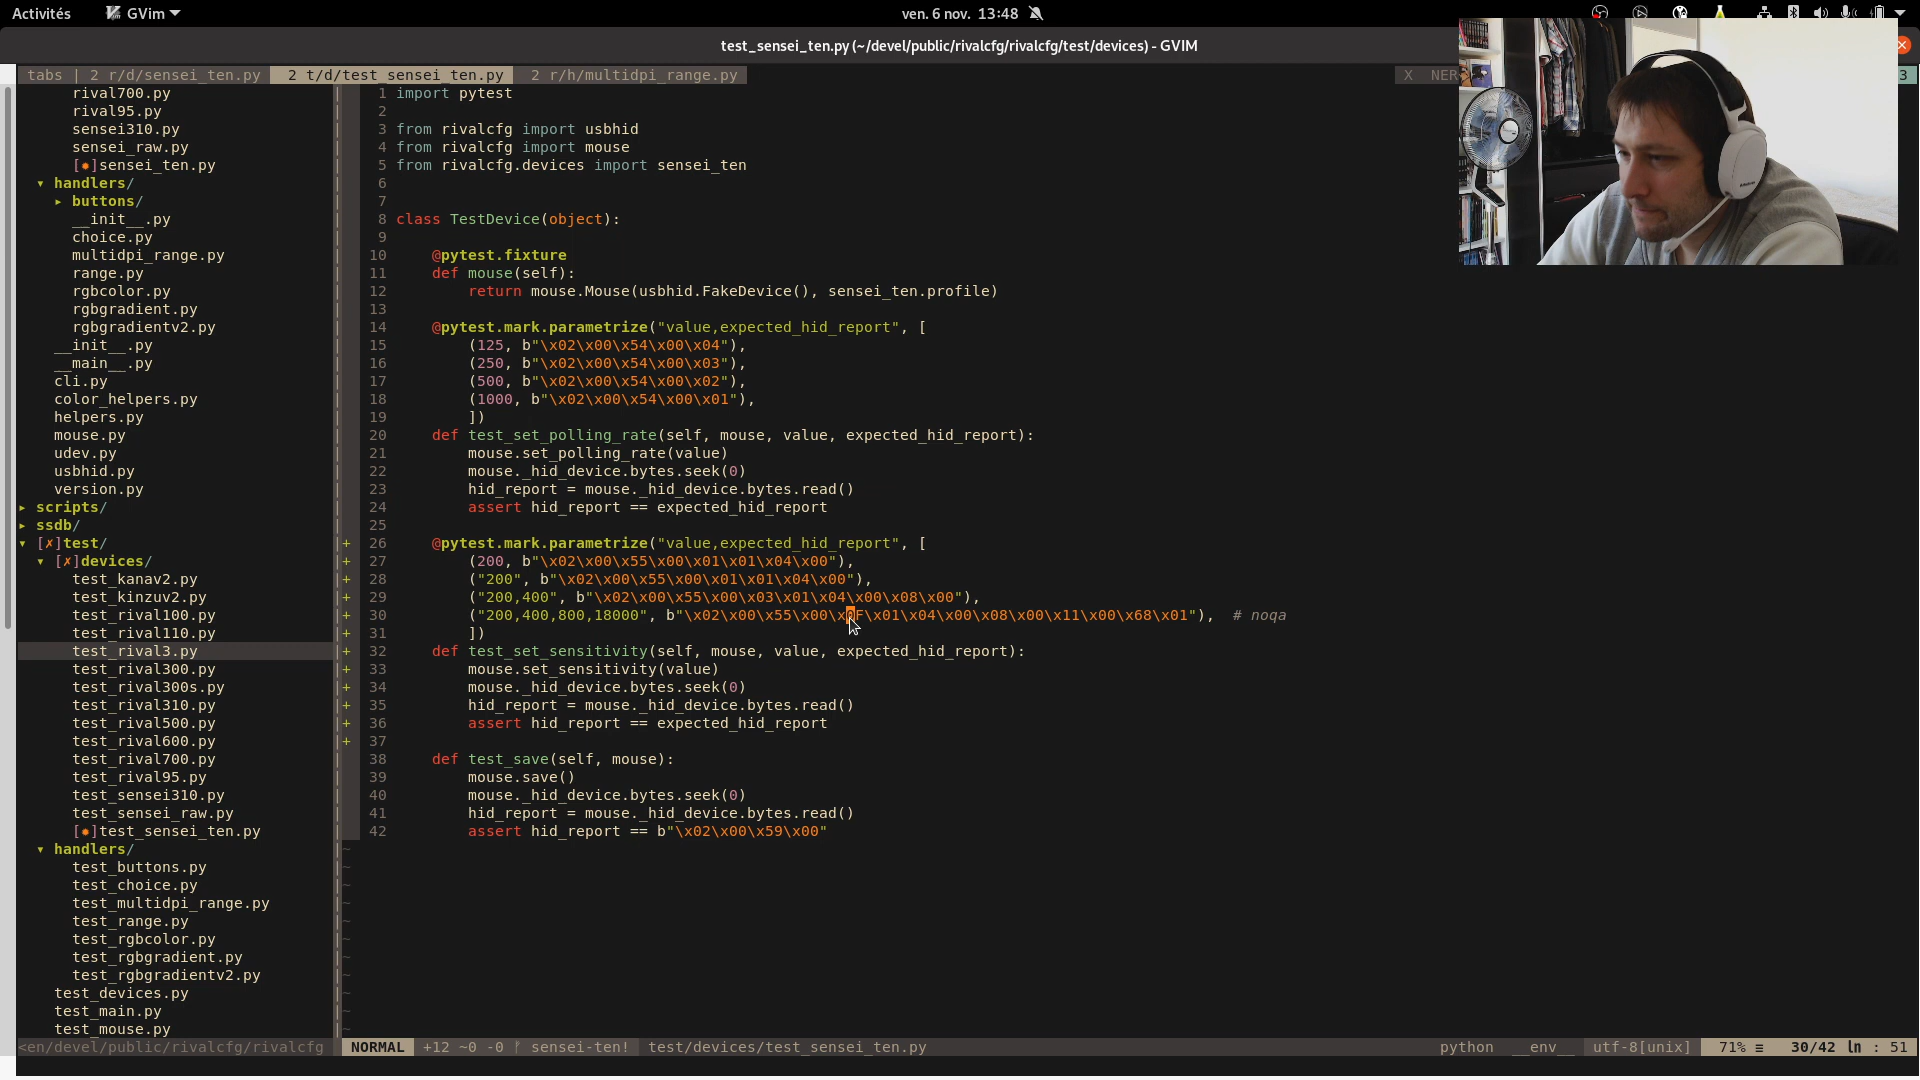 Activités GVim ven. 6 nov. 13:48
test_sensei_ten.py (~/devel/public/rivalcfg/rivalcfg/test/devices) - GVIM
tabs | 2 r/d/sensei_ten.py 2 t/d/test_sensei_ten.py 2 r/h/multidpi_range.py X NER 3
rival700.py
rival95.py
sensei310.py
sensei_raw.py
[✹]sensei_ten.py
▾ handlers/
▸ buttons/
__init__.py
choice.py
multidpi_range.py
range.py
rgbcolor.py
rgbgradient.py
rgbgradientv2.py
__init__.py
__main__.py
cli.py
color_helpers.py
helpers.py
mouse.py
udev.py
usbhid.py
version.py
▸ scripts/
▸ ssdb/
▾ [✗]test/
▾ [✗]devices/
test_kanav2.py
test_kinzuv2.py
test_rival100.py
test_rival110.py
test_rival3.py
test_rival300.py
test_rival300s.py
test_rival310.py
test_rival500.py
test_rival600.py
test_rival700.py
test_rival95.py
test_sensei310.py
test_sensei_raw.py
[✹]test_sensei_ten.py
▾ handlers/
test_buttons.py
test_choice.py
test_multidpi_range.py
test_range.py
test_rgbcolor.py
test_rgbgradient.py
test_rgbgradientv2.py
test_devices.py
test_main.py
test_mouse.py
1 import pytest
2
3 from rivalcfg import usbhid
4 from rivalcfg import mouse
5 from rivalcfg.devices import sensei_ten
6
7
8 class TestDevice(object):
9
10     @pytest.fixture
11     def mouse(self):
12         return mouse.Mouse(usbhid.FakeDevice(), sensei_ten.profile)
13
14     @pytest.mark.parametrize("value,expected_hid_report", [
15         (125, b"\x02\x00\x54\x00\x04"),
16         (250, b"\x02\x00\x54\x00\x03"),
17         (500, b"\x02\x00\x54\x00\x02"),
18         (1000, b"\x02\x00\x54\x00\x01"),
19         ])
20     def test_set_polling_rate(self, mouse, value, expected_hid_report):
21         mouse.set_polling_rate(value)
22         mouse._hid_device.bytes.seek(0)
23         hid_report = mouse._hid_device.bytes.read()
24         assert hid_report == expected_hid_report
25
+ 26     @pytest.mark.parametrize("value,expected_hid_report", [
+ 27         (200, b"\x02\x00\x55\x00\x01\x01\x04\x00"),
+ 28         ("200", b"\x02\x00\x55\x00\x01\x01\x04\x00"),
+ 29         ("200,400", b"\x02\x00\x55\x00\x03\x01\x04\x00\x08\x00"),
+ 30         ("200,400,800,18000", b"\x02\x00\x55\x00\x0F\x01\x04\x00\x08\x00\x11\x00\x68\x01"),  # noqa
+ 31         ])
+ 32     def test_set_sensitivity(self, mouse, value, expected_hid_report):
+ 33         mouse.set_sensitivity(value)
+ 34         mouse._hid_device.bytes.seek(0)
+ 35         hid_report = mouse._hid_device.bytes.read()
+ 36         assert hid_report == expected_hid_report
+ 37
38     def test_save(self, mouse):
39         mouse.save()
40         mouse._hid_device.bytes.seek(0)
41         hid_report = mouse._hid_device.bytes.read()
42         assert hid_report == b"\x02\x00\x59\x00"
<en/devel/public/rivalcfg/rivalcfg NORMAL +12 ~0 -0 ᚠ sensei-ten! test/devices/test_sensei_ten.py python __env__ utf-8[unix] 71% ≡ 30/42 ㏑ : 51